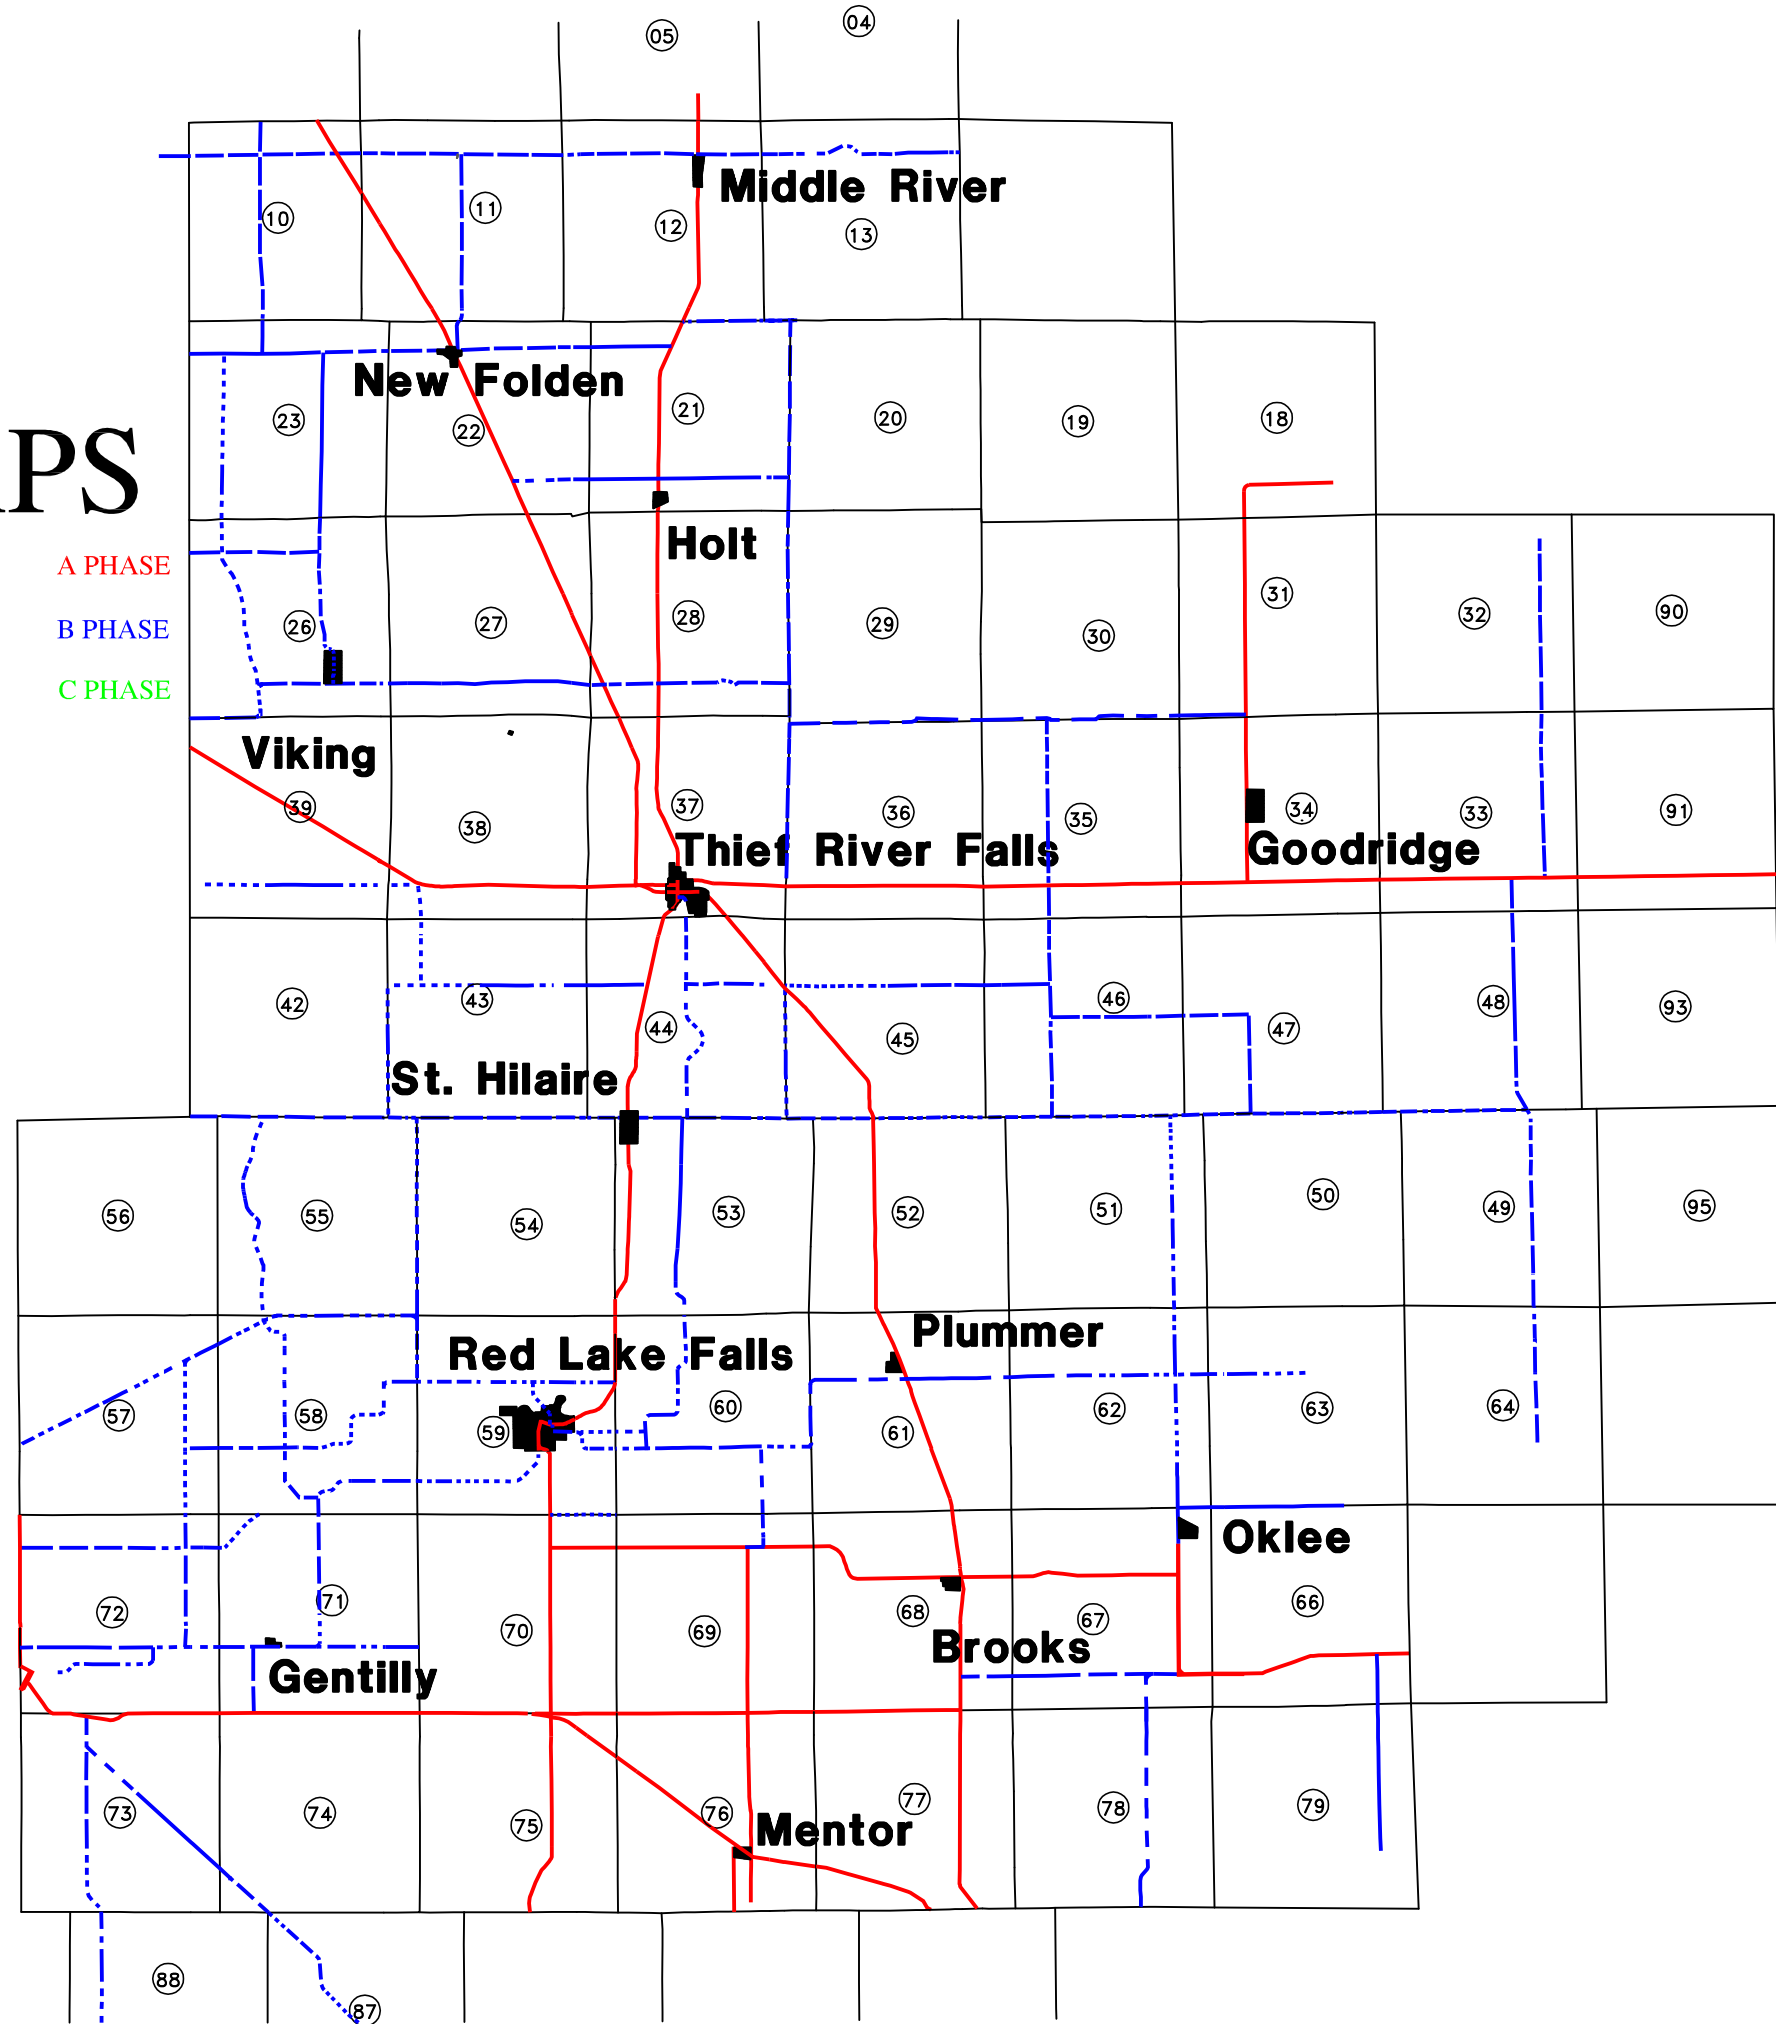 05 04
Middle River
10 11 12 13
New Folden
23 22 21 20 19 18
PS
Holt
A PHASE
B PHASE
C PHASE
26 27 28 29 30 31 32 90
Viking
39 38 37 36 35 34 33 91
Thief River Falls
Goodridge
42 43 44 45 46 47 48 93
St. Hilaire
56 55 54 53 52 51 50 49 95
Plummer
Red Lake Falls
57 58 59 60 61 62 63 64
Oklee
72 71 70 69 68 67 66
Brooks
Gentilly
73 74 75 76 77 78 79
Mentor
88 87